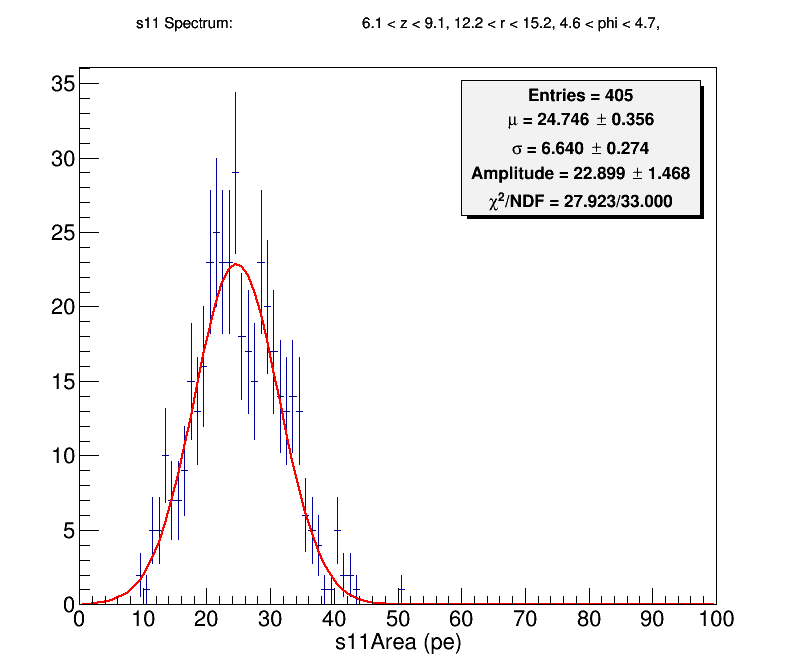 s11 Spectrum: 6.1 < z < 9.1, 12.2 < r < 15.2, 4.6 < phi < 4.7,
Entries = 405
μ = 24.746 ± 0.356
σ = 6.640 ± 0.274
Amplitude = 22.899 ± 1.468
χ²/NDF = 27.923/33.000
35
30
25
20
15
10
5
0
0 10 20 30 40 50 60 70 80 90 100
s11Area (pe)